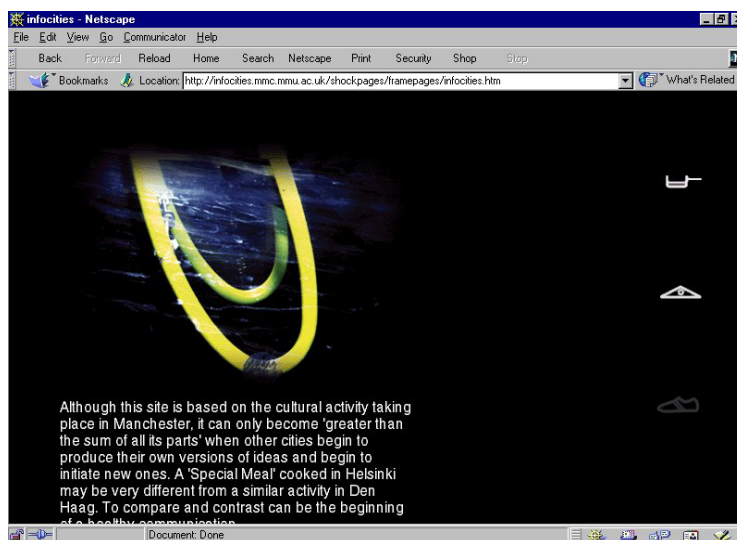 infocities - Netscape
File Edit View Go Communicator Help
Back Forward Reload Home Search Netscape Print Security Shop Stop
Bookmarks Location: http://infocities.mmc.mmu.ac.uk/shockpages/framepages/infocities.htm What's Related
Although this site is based on the cultural activity taking
place in Manchester, it can only become 'greater than
the sum of all its parts' when other cities begin to
produce their own versions of ideas and begin to
initiate new ones. A 'Special Meal' cooked in Helsinki
may be very different from a similar activity in Den
Haag. To compare and contrast can be the beginning
of a healthy communication
Document: Done